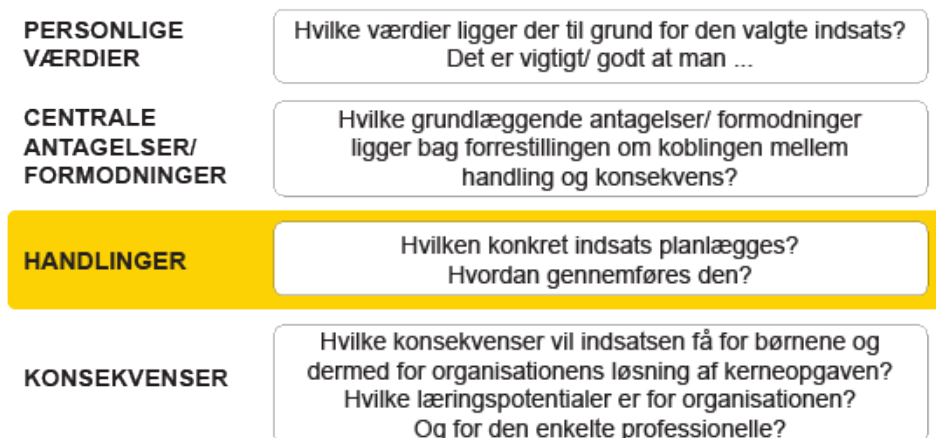 PERSONLIGE
VÆRDIER
Hvilke værdier ligger der til grund for den valgte indsats?
Det er vigtigt/ godt at man ...
CENTRALE
ANTAGELSER/
FORMODNINGER
Hvilke grundlæggende antagelser/ formodninger
ligger bag forrestillingen om koblingen mellem
handling og konsekvens?
HANDLINGER
Hvilken konkret indsats planlægges?
Hvordan gennemføres den?
KONSEKVENSER
Hvilke konsekvenser vil indsatsen få for børnene og
dermed for organisationens løsning af kerneopgaven?
Hvilke læringspotentialer er for organisationen?
Og for den enkelte professionelle?